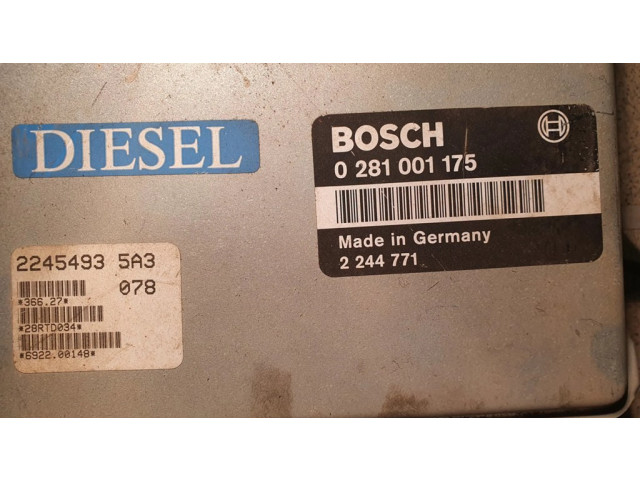 DIESEL
BOSCH
0 281 001 175
Made in Germany
2 244 771
2245493 5A3
078
*366.27*
*28RTD034*
*6922.00148*